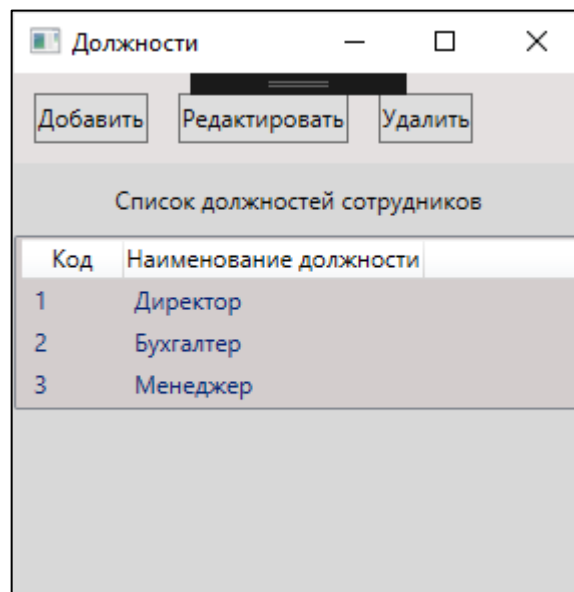 Должности
Добавить Редактировать Удалить
Список должностей сотрудников
Код Наименование должности
1 Директор
2 Бухгалтер
3 Менеджер